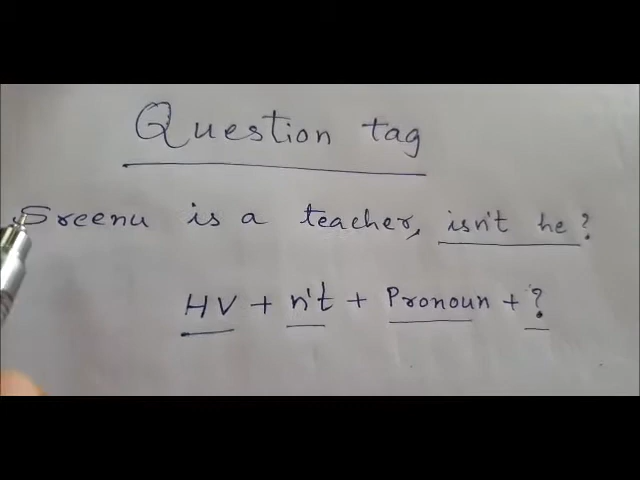 Question tag
Sreenu is a teacher, isn't he?
HV + n't + Pronoun + ?